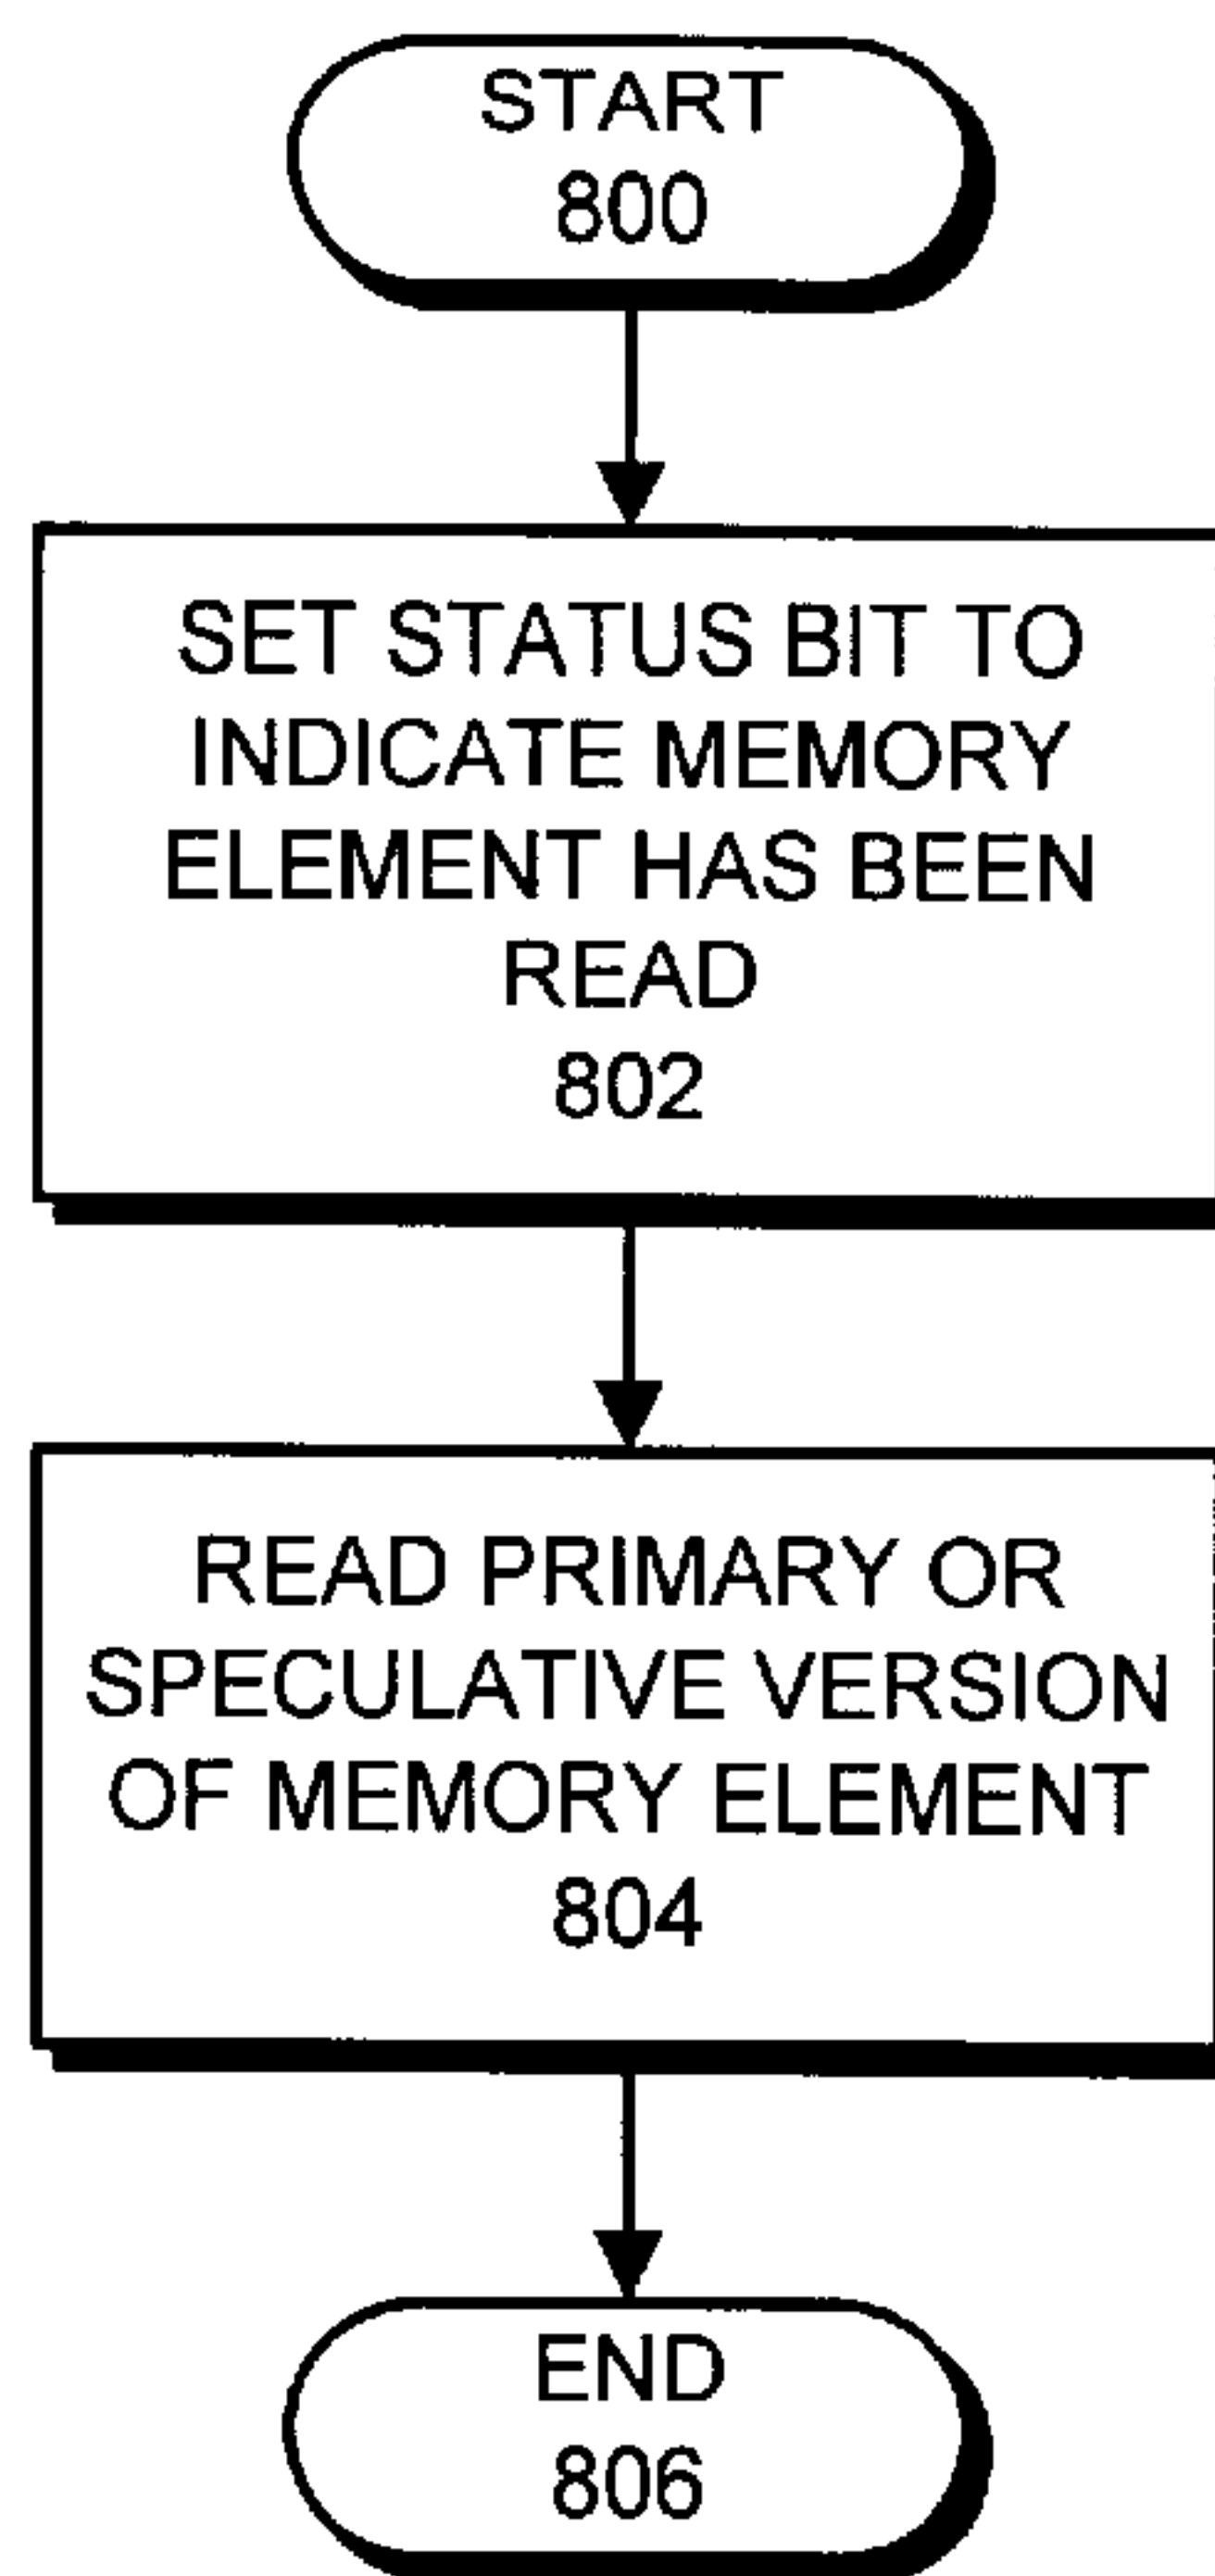 START
800
SET STATUS BIT TO
INDICATE MEMORY
ELEMENT HAS BEEN
READ
802
READ PRIMARY OR
SPECULATIVE VERSION
OF MEMORY ELEMENT
804
END
806